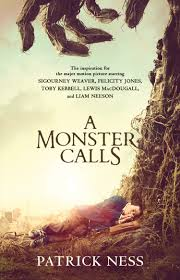 The inspiration for
the major motion picture starring
SIGOURNEY WEAVER, FELICITY JONES,
TOBY KEBBELL, LEWIS MACDOUGALL,
and LIAM NEESON
A
MONSTER
CALLS
PATRICK NESS